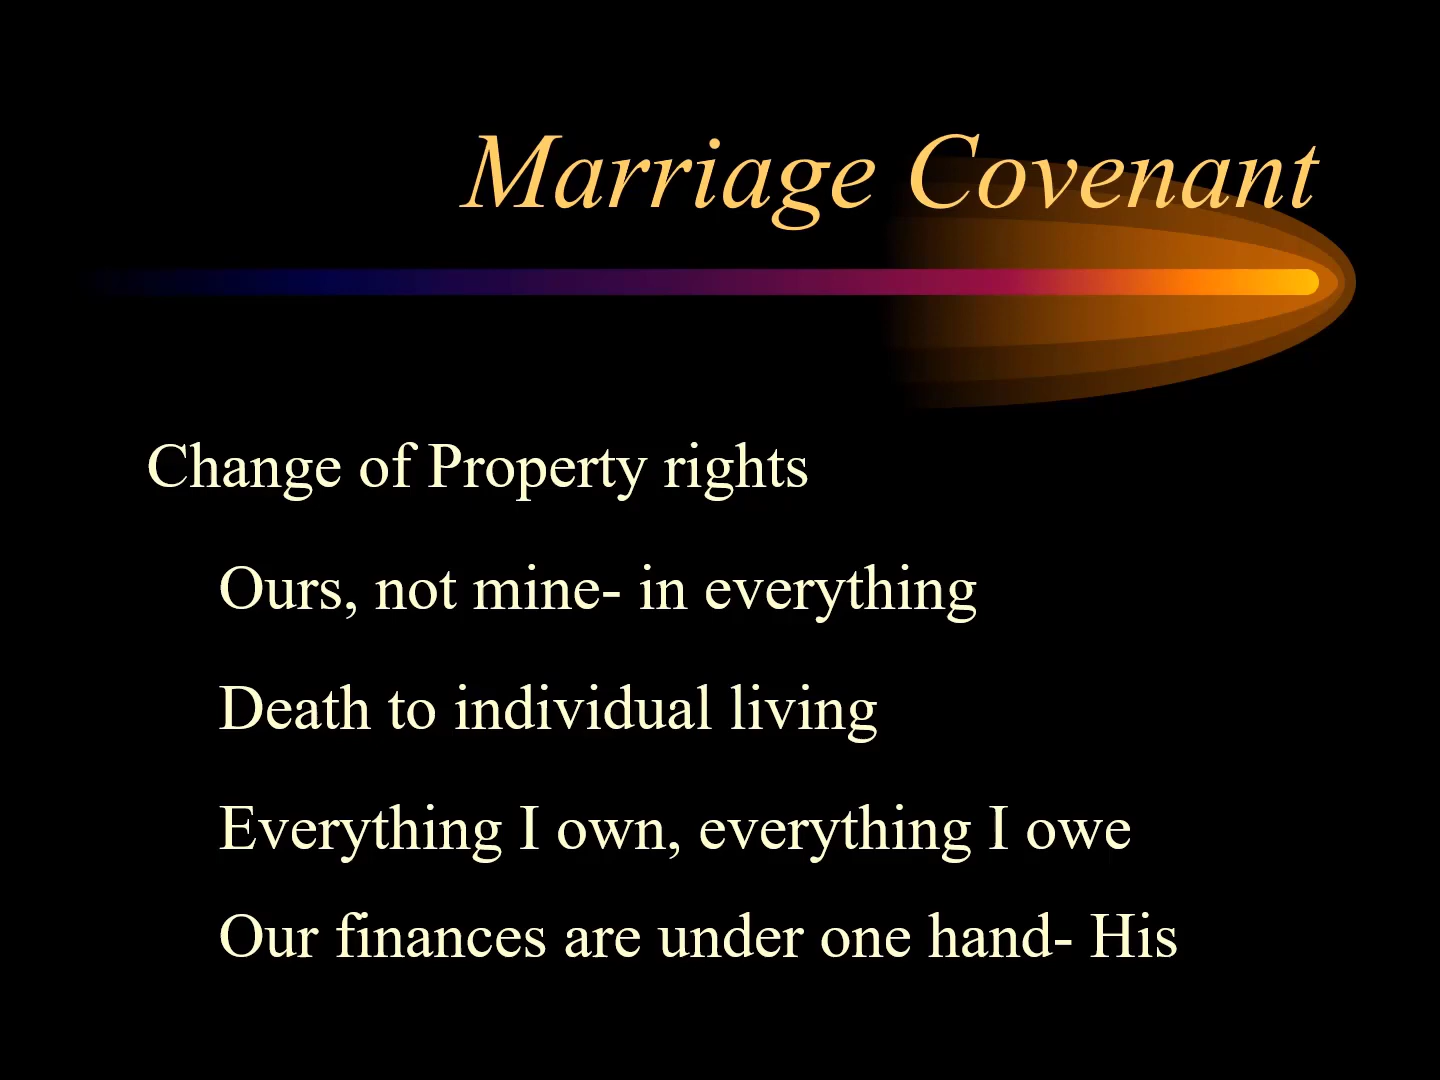 Marriage Covenant
Change of Property rights
Ours, not mine- in everything
Death to individual living
Everything I own, everything I owe
Our finances are under one hand- His